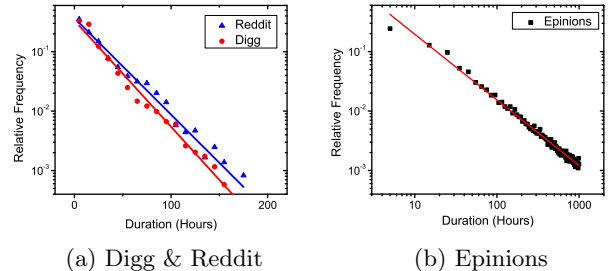 Reddit
Digg
Relative Frequency
10^-1
10^-2
10^-3
0
100
200
Duration (Hours)
(a) Digg & Reddit
Epinions
Relative Frequency
10^-1
10^-2
10^-3
10
100
1000
Duration (Hours)
(b) Epinions